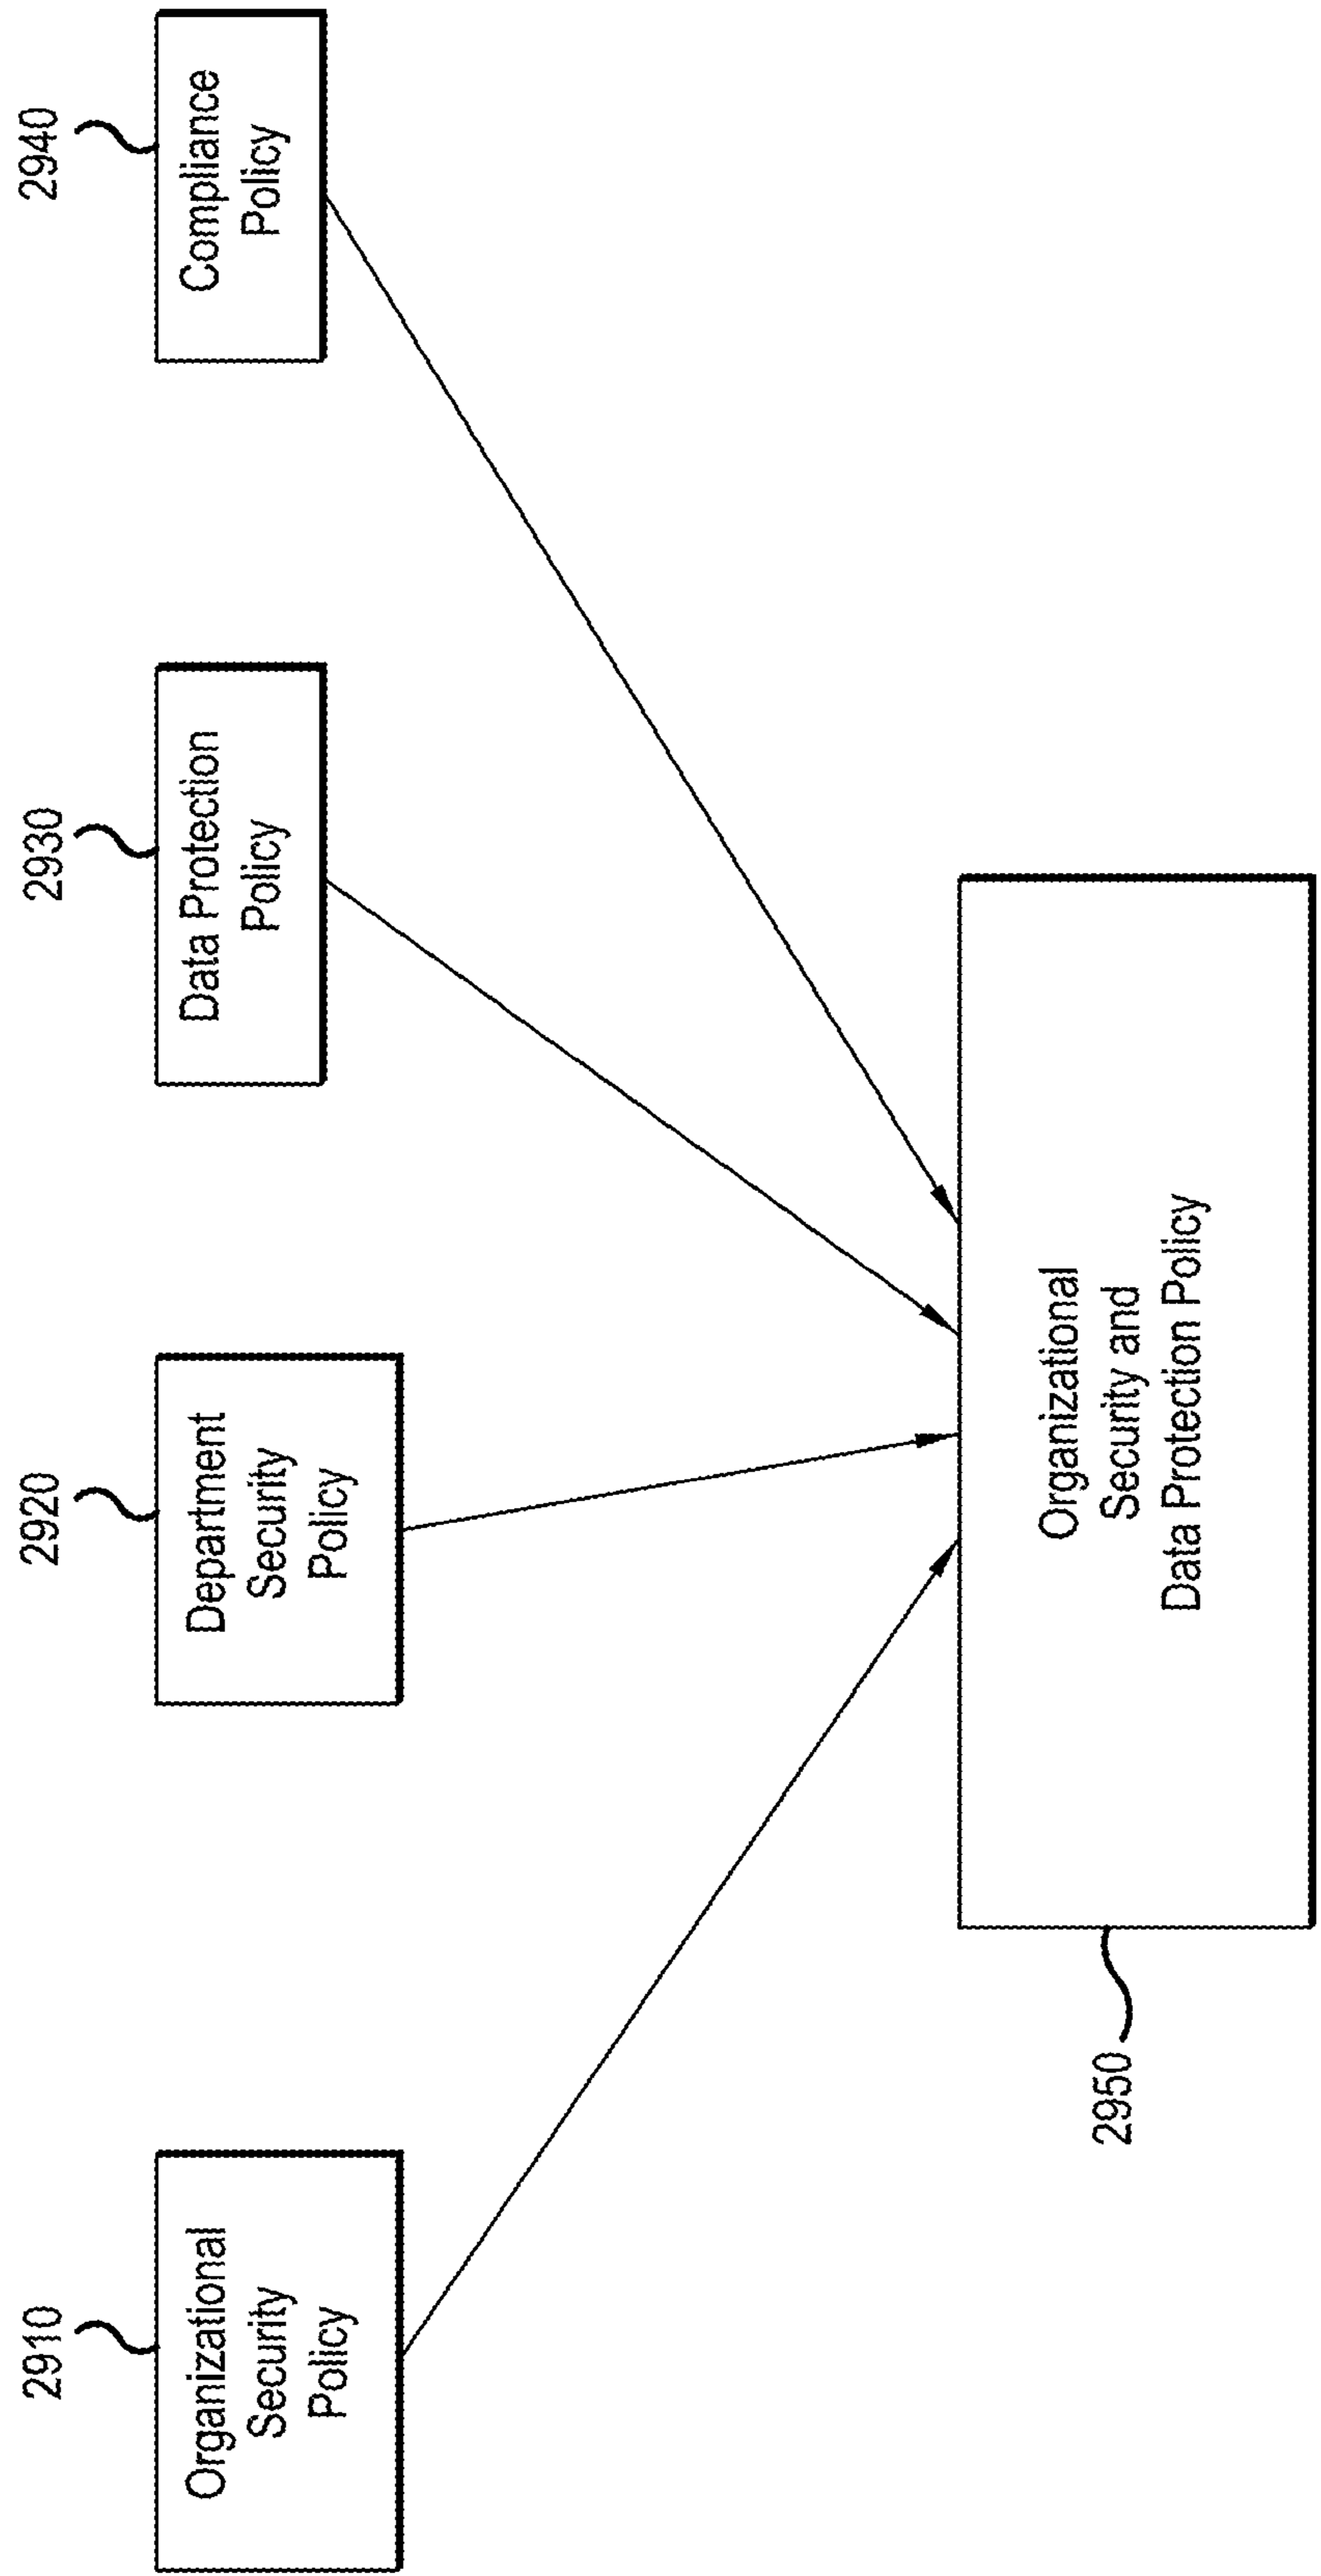 2910
Organizational
Security
Policy
2920
Department
Security
Policy
2930
Data Protection
Policy
2940
Compliance
Policy
2950
Organizational
Security and
Data Protection Policy